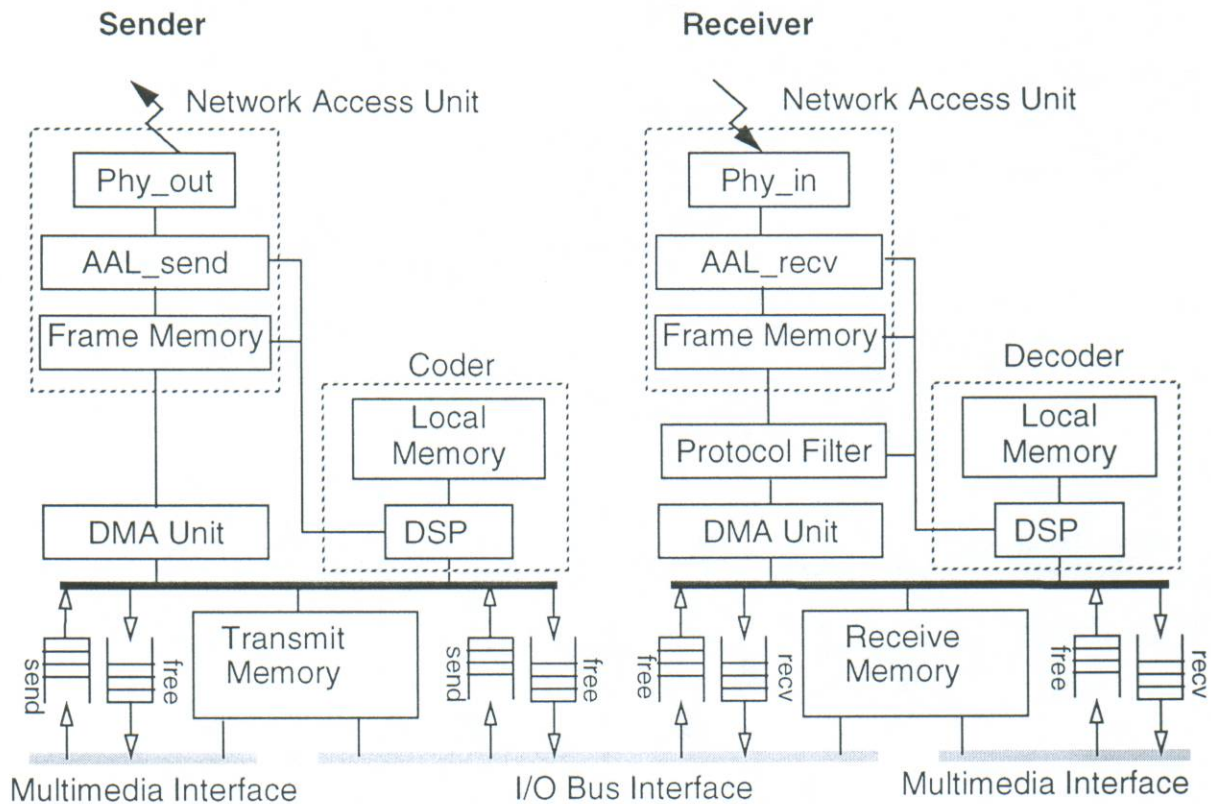 Sender
Receiver
Network Access Unit
Network Access Unit
Phy_out
Phy_in
AAL_send
AAL_recv
Frame Memory
Frame Memory
Coder
Decoder
Local
Memory
Local
Memory
Protocol Filter
DMA Unit
DSP
DMA Unit
DSP
send
free
Transmit
Memory
send
free
free
recv
Receive
Memory
free
recv
Multimedia Interface
I/O Bus Interface
Multimedia Interface